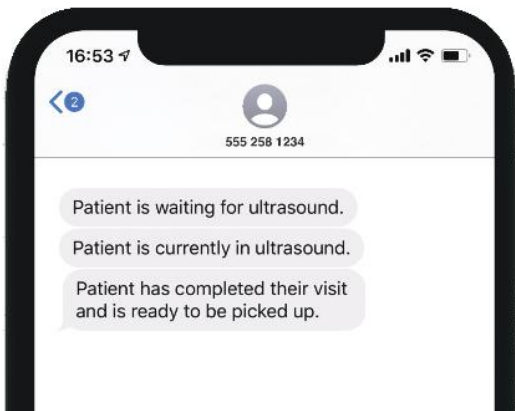 16:53
2
555 258 1234
Patient is waiting for ultrasound.
Patient is currently in ultrasound.
Patient has completed their visit
and is ready to be picked up.